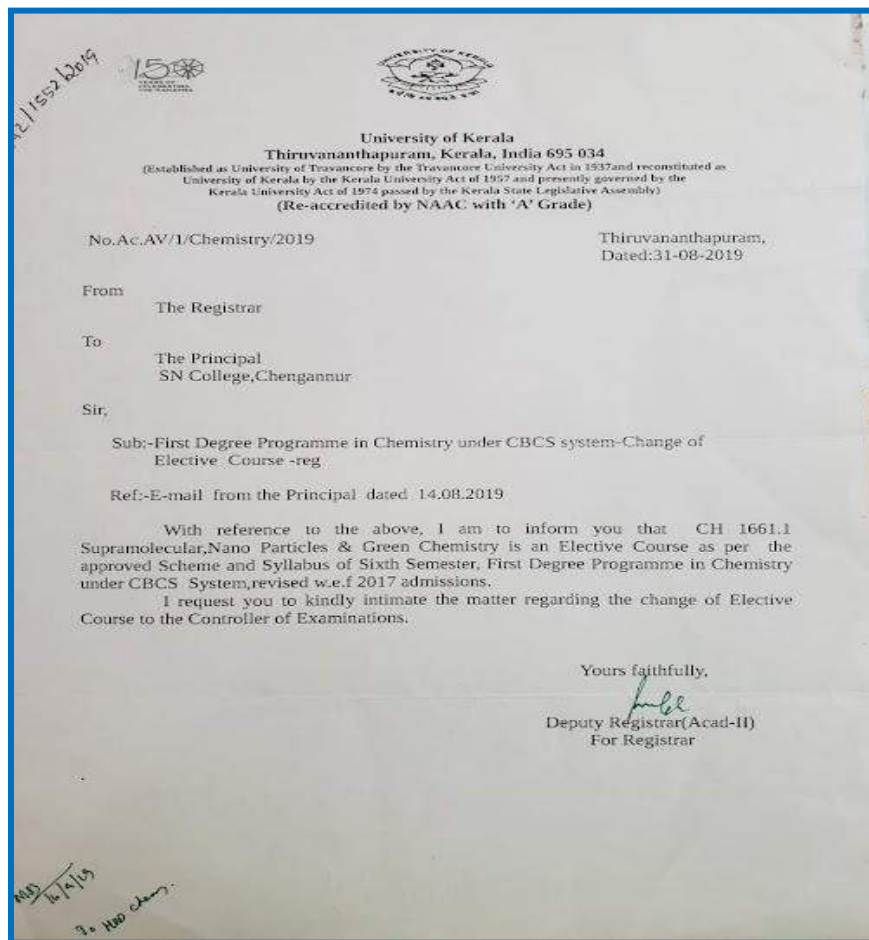 /1552/2019
150
YEARS OF
CELEBRATING
THE MAHATMA
UNIVERSITY OF KERALA
University of Kerala
Thiruvananthapuram, Kerala, India 695 034
(Established as University of Travancore by the Travancore University Act in 1937and reconstituted as
University of Kerala by the Kerala University Act of 1957 and presently governed by the
Kerala University Act of 1974 passed by the Kerala State Legislative Assembly)
(Re-accredited by NAAC with ‘A’ Grade)
No.Ac.AV/1/Chemistry/2019
Thiruvananthapuram,
Dated:31-08-2019
From
The Registrar
To
The Principal
SN College,Chengannur
Sir,
Sub:-First Degree Programme in Chemistry under CBCS system-Change of
Elective Course -reg
Ref:-E-mail from the Principal dated 14.08.2019
With reference to the above, I am to inform you that CH 1661.1
Supramolecular,Nano Particles & Green Chemistry is an Elective Course as per the
approved Scheme and Syllabus of Sixth Semester, First Degree Programme in Chemistry
under CBCS System,revised w.e.f 2017 admissions.
I request you to kindly intimate the matter regarding the change of Elective
Course to the Controller of Examinations.
Yours faithfully,
Deputy Registrar(Acad-II)
For Registrar
To HOD chem.